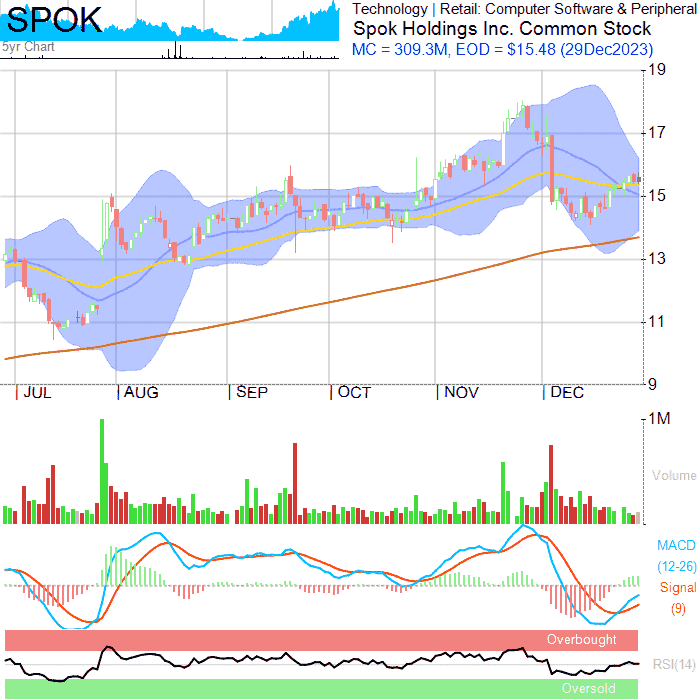 SPOK
5yr Chart
Technology | Retail: Computer Software & Peripheral
Spok Holdings Inc. Common Stock
MC = 309.3M, EOD = $15.48 (29Dec2023)
19
17
15
13
11
9
JUL AUG SEP OCT NOV DEC
1M
Volume
MACD
(12-26)
Signal
(9)
Overbought
RSI(14)
Oversold